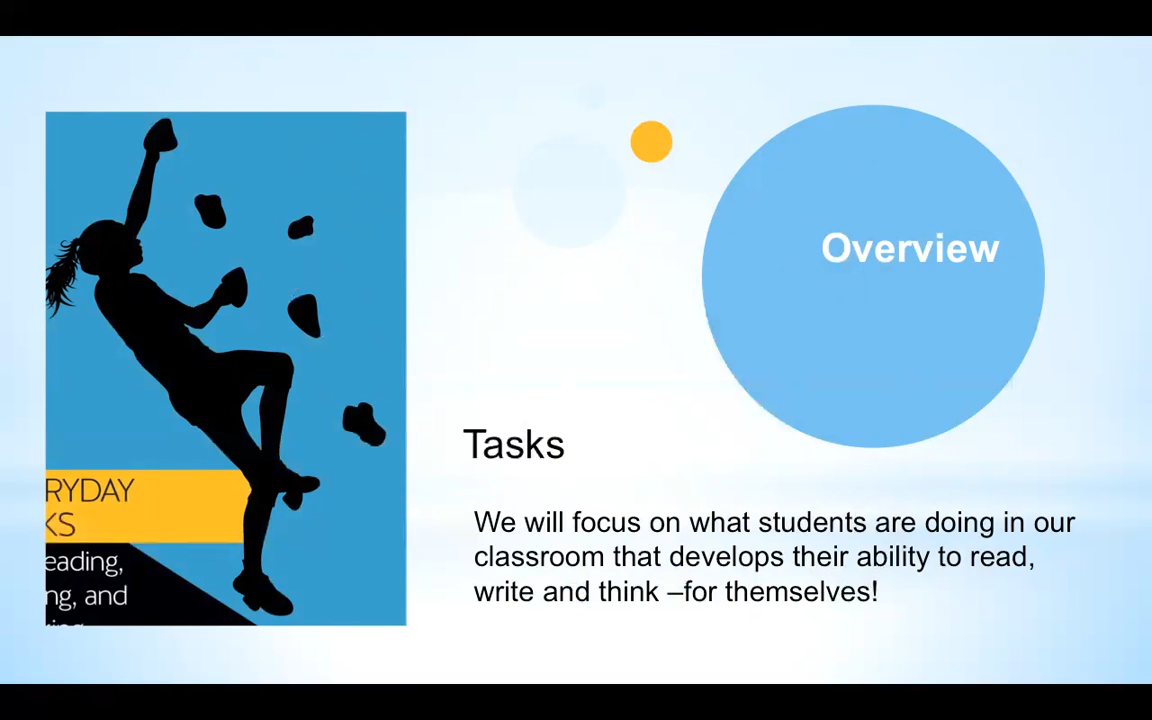 Overview
RYDAY
KS
eading,
ng, and
Tasks
We will focus on what students are doing in our
classroom that develops their ability to read,
write and think –for themselves!